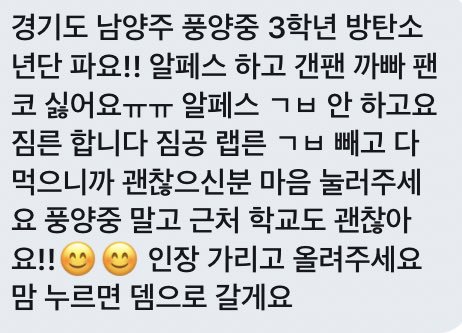 경기도 남양주 풍양중 3학년 방탄소
년단 파요!! 알페스 하고 갠팬 까빠 팬
코 싫어요ㅠㅠ 알페스 ㄱㅂ 안 하고요
짐른 합니다 짐공 랩른 ㄱㅂ 빼고 다
먹으니까 괜찮으신분 마음 눌러주세
요 풍양중 말고 근처 학교도 괜찮아
요!!😊😊 인장 가리고 올려주세요
맘 누르면 뎀으로 갈게요